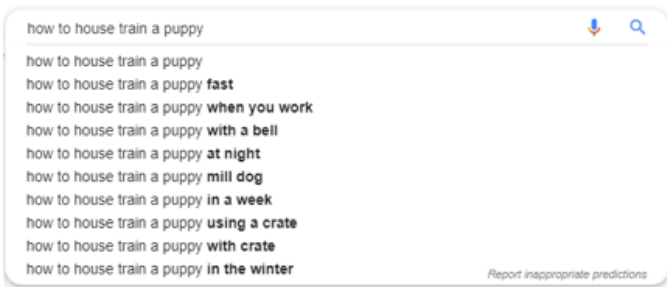 how to house train a puppy
how to house train a puppy
how to house train a puppy fast
how to house train a puppy when you work
how to house train a puppy with a bell
how to house train a puppy at night
how to house train a puppy mill dog
how to house train a puppy in a week
how to house train a puppy using a crate
how to house train a puppy with crate
how to house train a puppy in the winter
Report inappropriate predictions